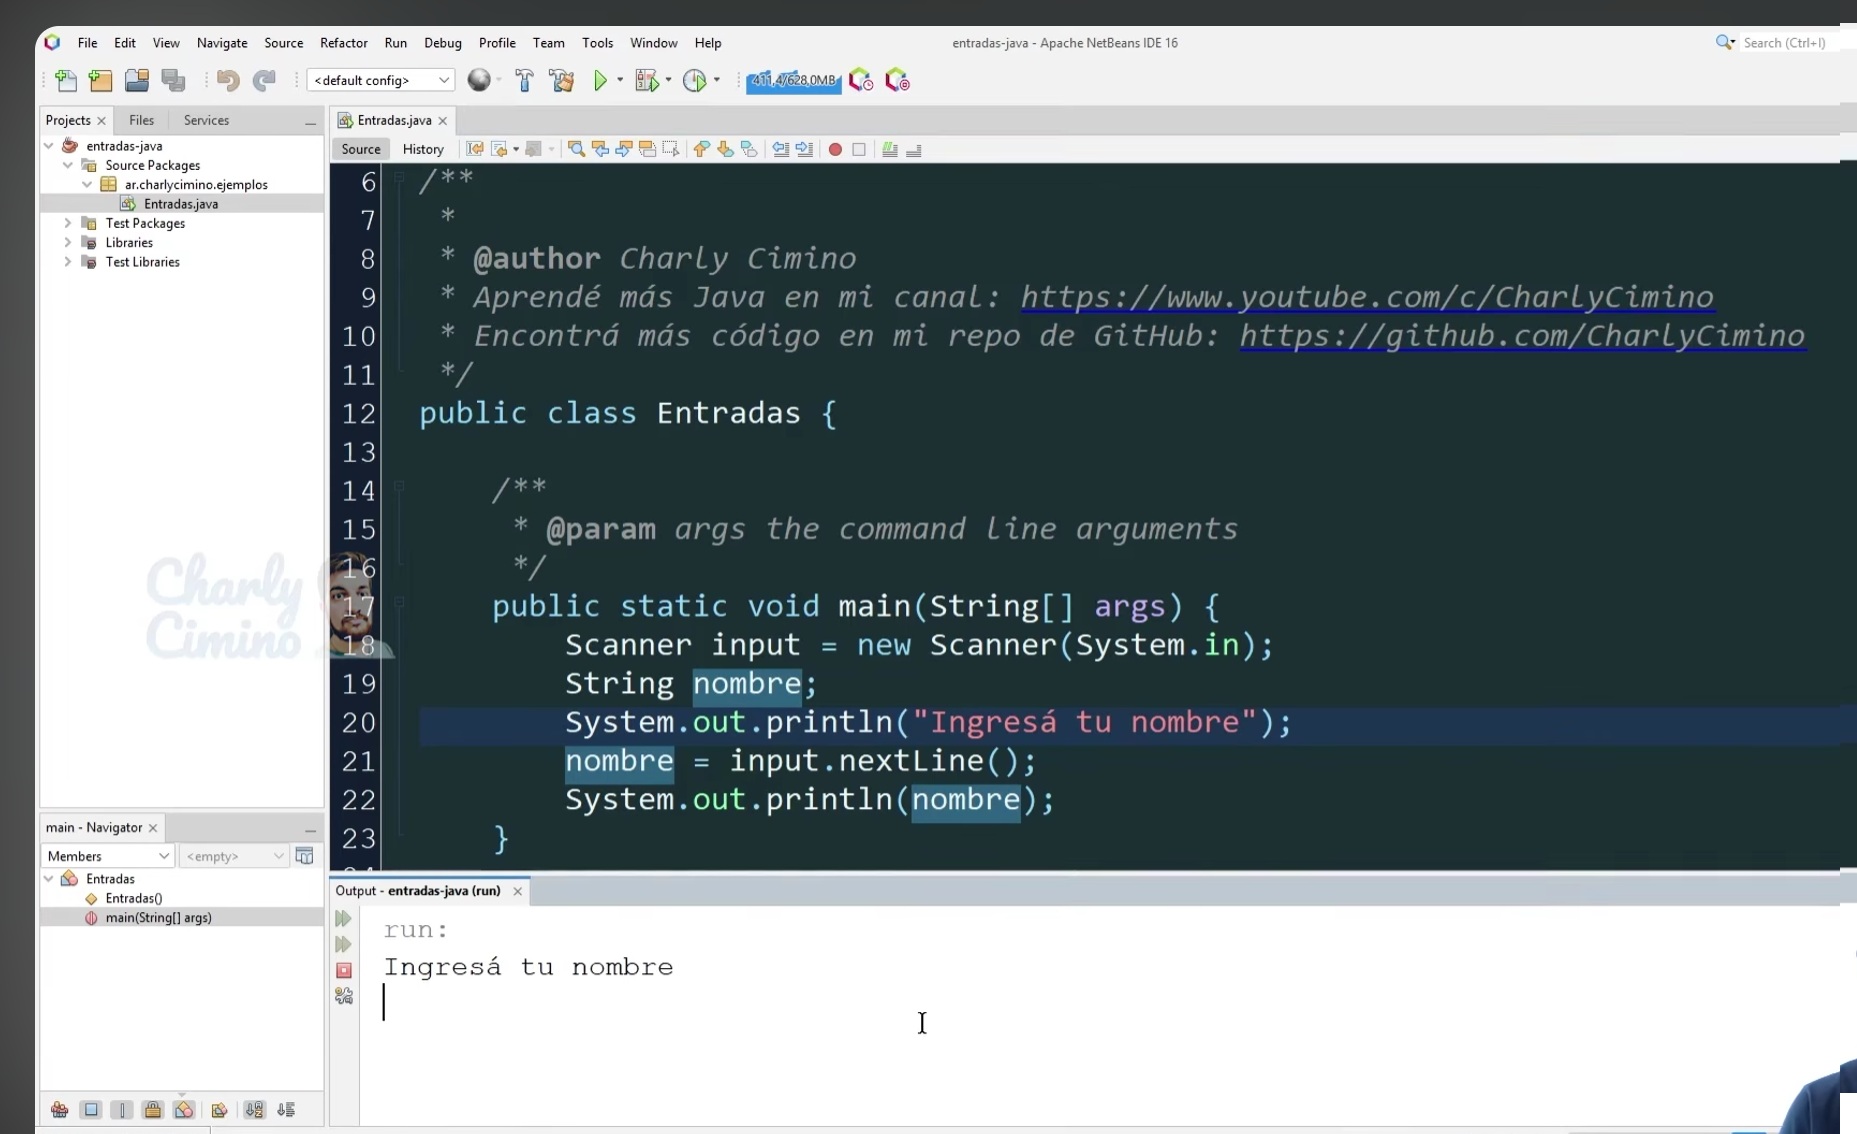 File Edit View Navigate Source Refactor Run Debug Profile Team Tools Window Help
entradas-java - Apache NetBeans IDE 16
Search (Ctrl+I)
<default config>
411,4/628,0MB
Projects Files Services
entradas-java
Source Packages
ar.charlycimino.ejemplos
Entradas.java
Test Packages
Libraries
Test Libraries
Charly
Cimino
Entradas.java
Source History
6 /**
7 *
8 * @author Charly Cimino
9 * Aprendé más Java en mi canal: https://www.youtube.com/c/CharlyCimino
10 * Encontrá más código en mi repo de GitHub: https://github.com/CharlyCimino
11 */
12 public class Entradas {
13
14 /**
15 * @param args the command line arguments
16 */
17 public static void main(String[] args) {
18 Scanner input = new Scanner(System.in);
19 String nombre;
20 System.out.println("Ingresá tu nombre");
21 nombre = input.nextLine();
22 System.out.println(nombre);
23 }
main - Navigator
Members <empty>
Entradas
Entradas()
main(String[] args)
Output - entradas-java (run)
run:
Ingresá tu nombre